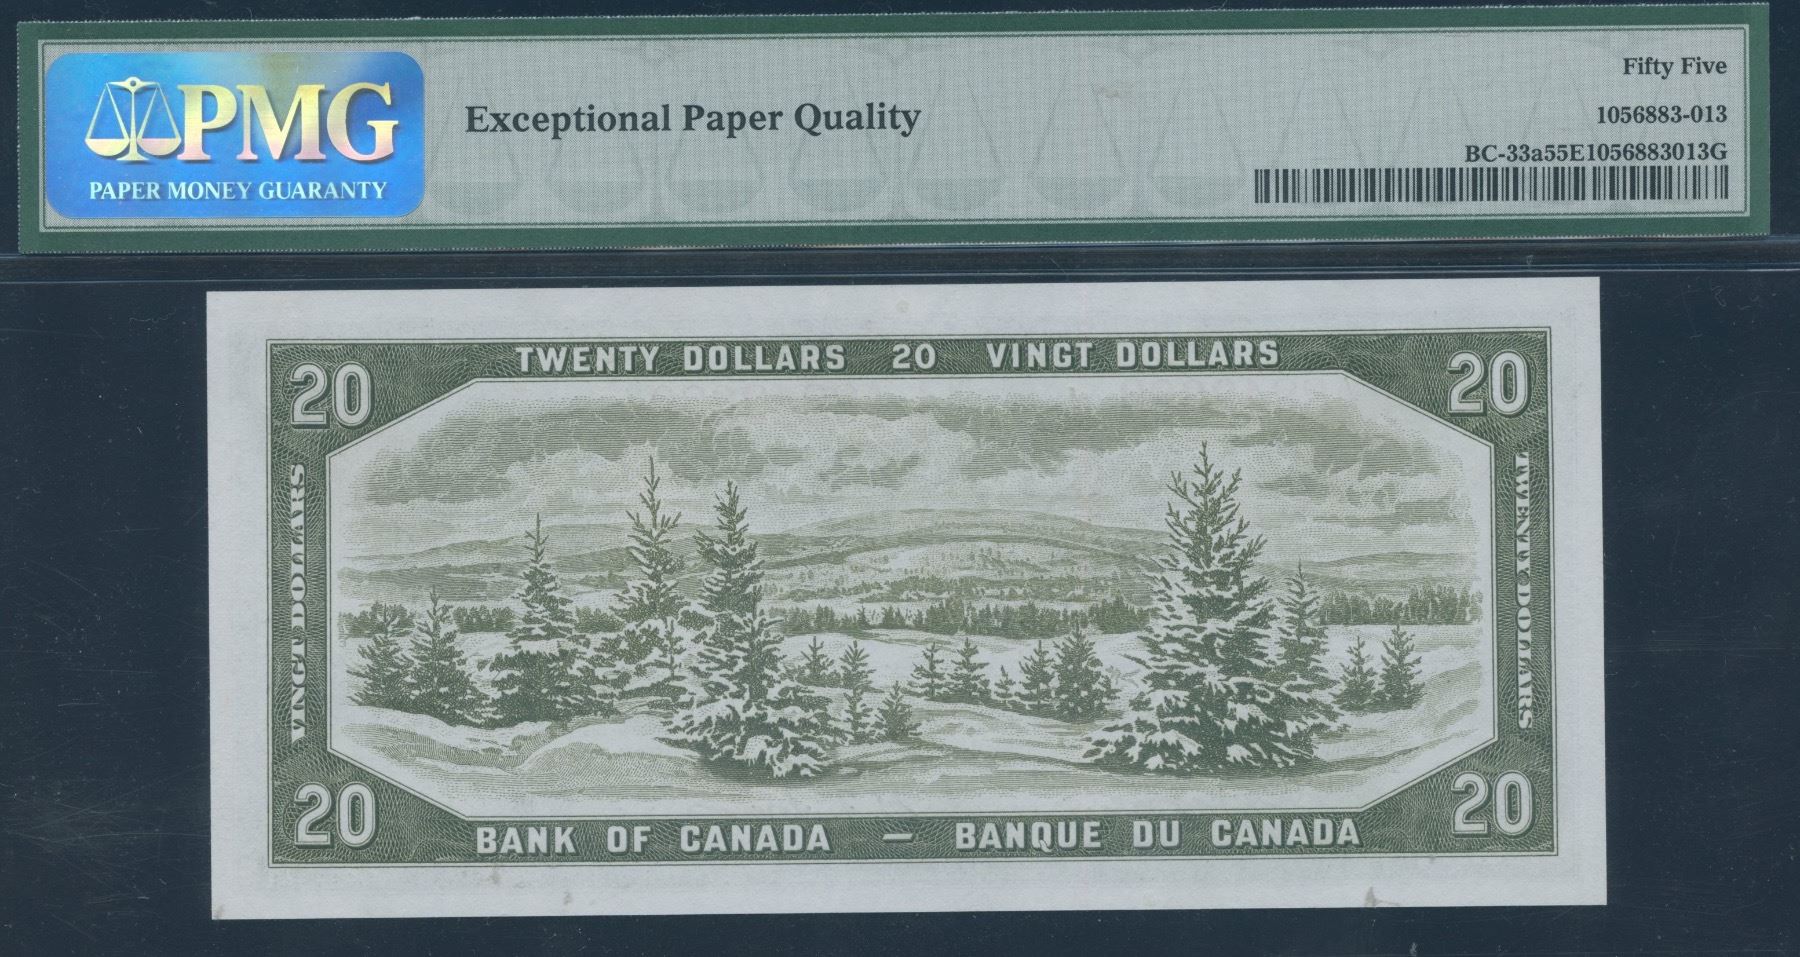 PMG
PAPER MONEY GUARANTY
Exceptional Paper Quality
Fifty Five
1056883-013
BC-33a55E1056883013G
TWENTY DOLLARS 20 VINGT DOLLARS
20
20
VINGT DOLLARS
TWENTY DOLLARS
20
20
BANK OF CANADA — BANQUE DU CANADA